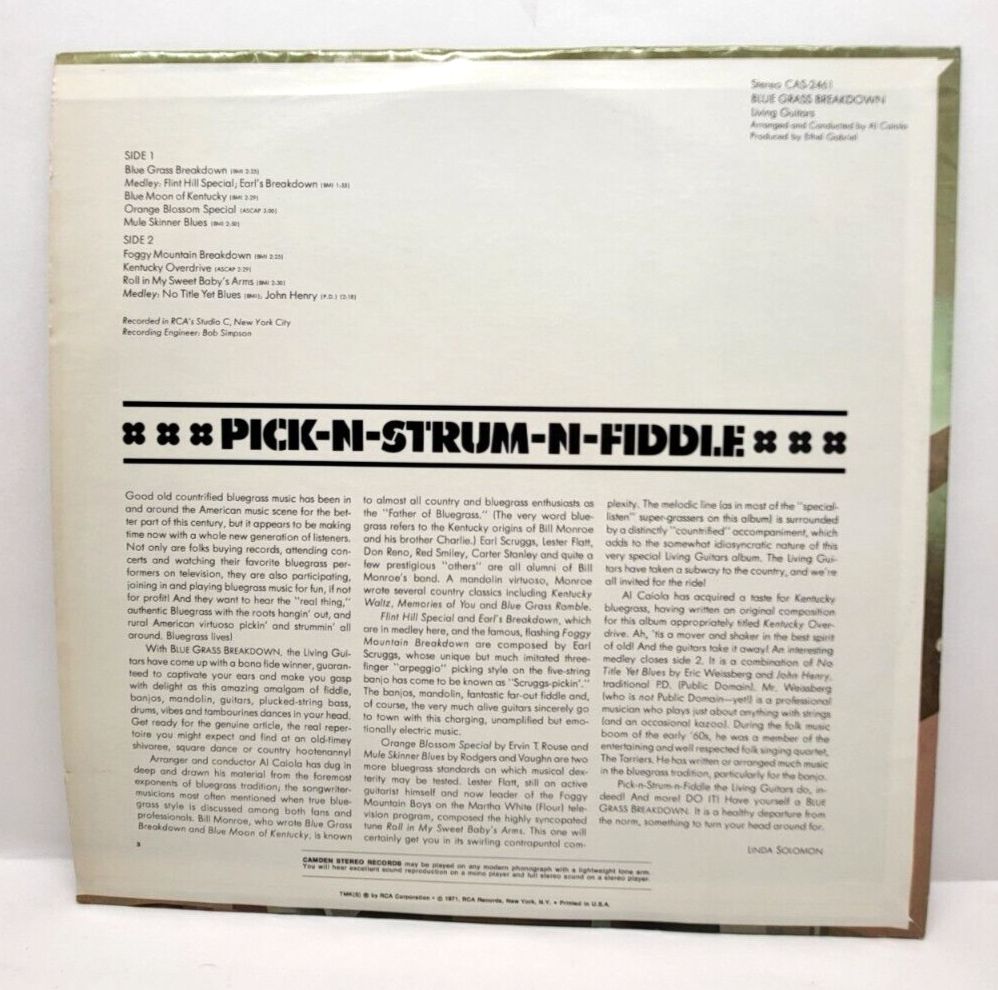 Stereo CAS-2461
BLUE GRASS BREAKDOWN
Living Guitars
Arranged and Conducted by Al Caiola
Produced by Ethel Gabriel
SIDE 1
Blue Grass Breakdown (BMI 2:25)
Medley: Flint Hill Special; Earl's Breakdown (BMI 1:55)
Blue Moon of Kentucky (BMI 2:29)
Orange Blossom Special (ASCAP 3:00)
Mule Skinner Blues (BMI 2:50)
SIDE 2
Foggy Mountain Breakdown (BMI 2:25)
Kentucky Overdrive (ASCAP 2:29)
Roll in My Sweet Baby's Arms (BMI 2:30)
Medley: No Title Yet Blues (BMI); John Henry (P.D.) (2:18)
Recorded in RCA's Studio C, New York City
Recording Engineer: Bob Simpson
PICK-N-STRUM-N-FIDDLE
Good old countrified bluegrass music has been in
and around the American music scene for the bet-
ter part of this century, but it appears to be making
time now with a whole new generation of listeners.
Not only are folks buying records, attending con-
certs and watching their favorite bluegrass per-
formers on television, they are also participating,
joining in and playing bluegrass music for fun, if not
for profit! And they want to hear the "real thing,"
authentic Bluegrass with the roots hangin' out, and
rural American virtuoso pickin' and strummin' all
around. Bluegrass lives!
With BLUE GRASS BREAKDOWN, the Living Gui-
tars have come up with a bona fide winner, guaran-
teed to captivate your ears and make you gasp
with delight as this amazing amalgam of fiddle,
banjos, mandolin, guitars, plucked-string bass,
drums, vibes and tambourines dances in your head.
Get ready for the genuine article, the real reper-
toire you might expect and find at an old-timey
shivaree, square dance or country hootenanny!
Arranger and conductor Al Caiola has dug in
deep and drawn his material from the foremost
exponents of bluegrass tradition; the songwriter-
musicians most often mentioned when true blue-
grass style is discussed among both fans and
professionals. Bill Monroe, who wrote Blue Grass
Breakdown and Blue Moon of Kentucky, is known
3
to almost all country and bluegrass enthusiasts as
the "Father of Bluegrass." (The very word blue-
grass refers to the Kentucky origins of Bill Monroe
and his brother Charlie.) Earl Scruggs, Lester Flatt,
Don Reno, Red Smiley, Carter Stanley and quite a
few prestigious "others" are all alumni of Bill
Monroe's band. A mandolin virtuoso, Monroe
wrote several country classics including Kentucky
Waltz, Memories of You and Blue Grass Ramble.
Flint Hill Special and Earl's Breakdown, which
are in medley here, and the famous, flashing Foggy
Mountain Breakdown are composed by Earl
Scruggs, whose unique but much imitated three-
finger "arpeggio" picking style on the five-string
banjo has come to be known as "Scruggs-pickin'."
The banjos, mandolin, fantastic far-out fiddle and,
of course, the very much alive guitars sincerely go
to town with this charging, unamplified but emo-
tionally electric music.
Orange Blossom Special by Ervin T. Rouse and
Mule Skinner Blues by Rodgers and Vaughn are two
more bluegrass standards on which musical dex-
terity may be tested. Lester Flatt, still an active
guitarist himself and now leader of the Foggy
Mountain Boys on the Martha White (Flour) tele-
vision program, composed the highly syncopated
tune Roll in My Sweet Baby's Arms. This one will
certainly get you in its swirling contrapuntal com-
plexity. The melodic line (as in most of the "special-
listen" super-grassers on this album) is surrounded
by a distinctly "countrified" accompaniment, which
adds to the somewhat idiosyncratic nature of this
very special Living Guitars album. The Living Gui-
tars have taken a subway to the country, and we're
all invited for the ride!
Al Caiola has acquired a taste for Kentucky
bluegrass, having written an original composition
for this album appropriately titled Kentucky Over-
drive. Ah, 'tis a mover and shaker in the best spirit
of old! And the guitars take it away! An interesting
medley closes side 2. It is a combination of No
Title Yet Blues by Eric Weissberg and John Henry,
traditional P.D. (Public Domain). Mr. Weissberg
(who is not Public Domain—yet!) is a professional
musician who plays just about anything with strings
(and an occasional kazoo). During the folk music
boom of the early '60s, he was a member of the
entertaining and well respected folk singing quartet,
The Tarriers. He has written or arranged much music
in the bluegrass tradition, particularly for the banjo.
Pick-n-Strum-n-Fiddle the Living Guitars do, in-
deed! And more! DO IT! Have yourself a BLUE
GRASS BREAKDOWN. It is a healthy departure from
the norm, something to turn your head around for.
LINDA SOLOMON
CAMDEN STEREO RECORDS may be played on any modern phonograph with a lightweight tone arm.
You will hear excellent sound reproduction on a mono player and full stereo sound on a stereo player.
TMK(S) ® by RCA Corporation • © 1971, RCA Records, New York, N.Y. • Printed in U.S.A.